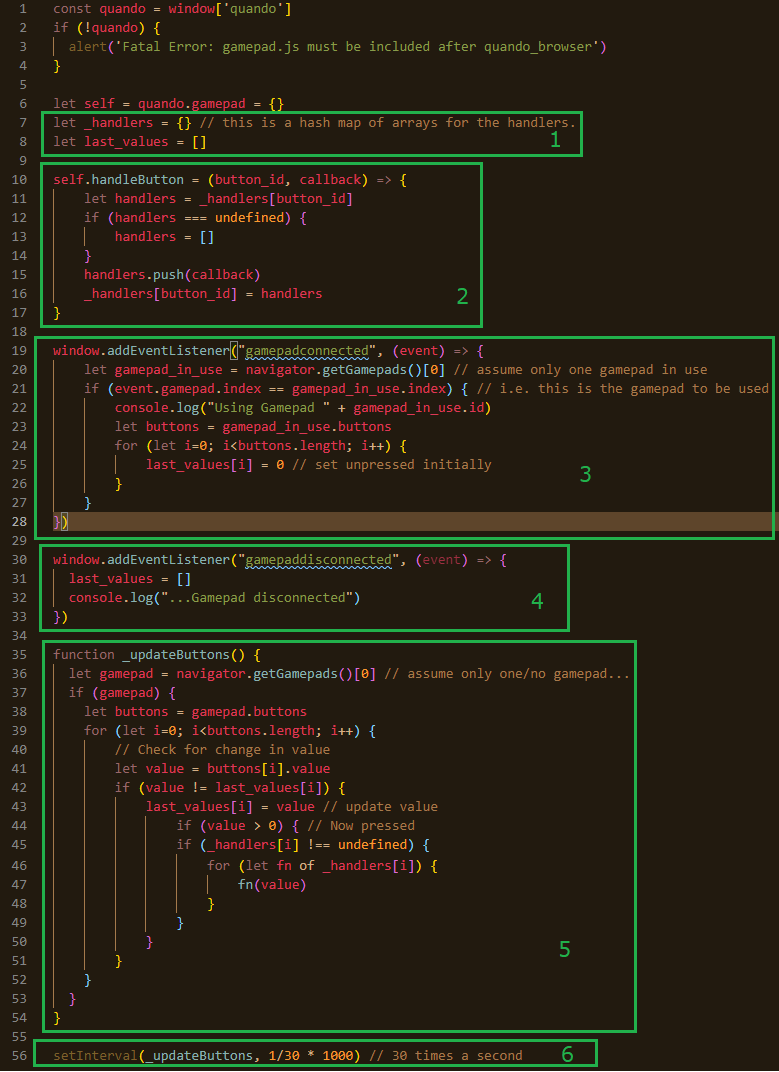 1 const quando = window['quando']
2 if (!quando) {
3 alert('Fatal Error: gamepad.js must be included after quando_browser')
4 }
5
6 let self = quando.gamepad = {}
7 let _handlers = {} // this is a hash map of arrays for the handlers.
8 let last_values = [] 1
9
10 self.handleButton = (button_id, callback) => {
11 let handlers = _handlers[button_id]
12 if (handlers === undefined) {
13 handlers = []
14 }
15 handlers.push(callback)
16 _handlers[button_id] = handlers 2
17 }
18
19 window.addEventListener("gamepadconnected", (event) => {
20 let gamepad_in_use = navigator.getGamepads()[0] // assume only one gamepad in use
21 if (event.gamepad.index == gamepad_in_use.index) { // i.e. this is the gamepad to be used
22 console.log("Using Gamepad " + gamepad_in_use.id)
23 let buttons = gamepad_in_use.buttons
24 for (let i=0; i<buttons.length; i++) {
25 last_values[i] = 0 // set unpressed initially 3
26 }
27 }
28 })
29
30 window.addEventListener("gamepaddisconnected", (event) => {
31 last_values = []
32 console.log("...Gamepad disconnected") 4
33 })
34
35 function _updateButtons() {
36 let gamepad = navigator.getGamepads()[0] // assume only one/no gamepad...
37 if (gamepad) {
38 let buttons = gamepad.buttons
39 for (let i=0; i<buttons.length; i++) {
40 // Check for change in value
41 let value = buttons[i].value
42 if (value != last_values[i]) {
43 last_values[i] = value // update value
44 if (value > 0) { // Now pressed
45 if (_handlers[i] !== undefined) {
46 for (let fn of _handlers[i]) {
47 fn(value)
48 }
49 }
50 } 5
51 }
52 }
53 }
54 }
55
56 setInterval(_updateButtons, 1/30 * 1000) // 30 times a second 6